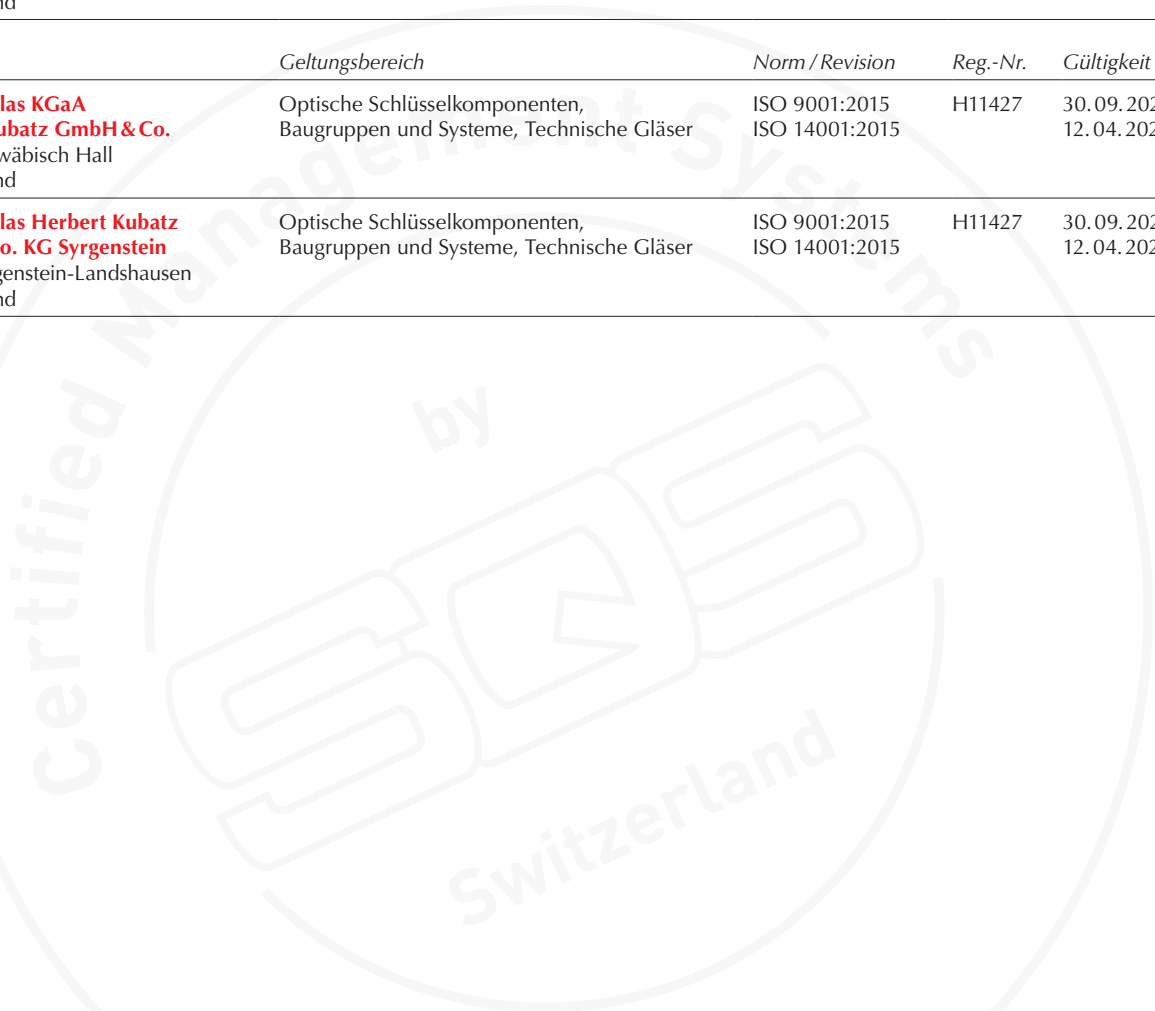 nd
Geltungsbereich Norm / Revision Reg.-Nr. Gültigkeit
las KGaA Optische Schlüsselkomponenten, ISO 9001:2015 H11427 30.09.202
ubatz GmbH & Co. Baugruppen und Systeme, Technische Gläser ISO 14001:2015 12.04.202
wäbisch Hall
nd
las Herbert Kubatz Optische Schlüsselkomponenten, ISO 9001:2015 H11427 30.09.202
o. KG Syrgenstein Baugruppen und Systeme, Technische Gläser ISO 14001:2015 12.04.202
genstein-Landshausen
nd
Certified Management Systems
by
SQS
Switzerland